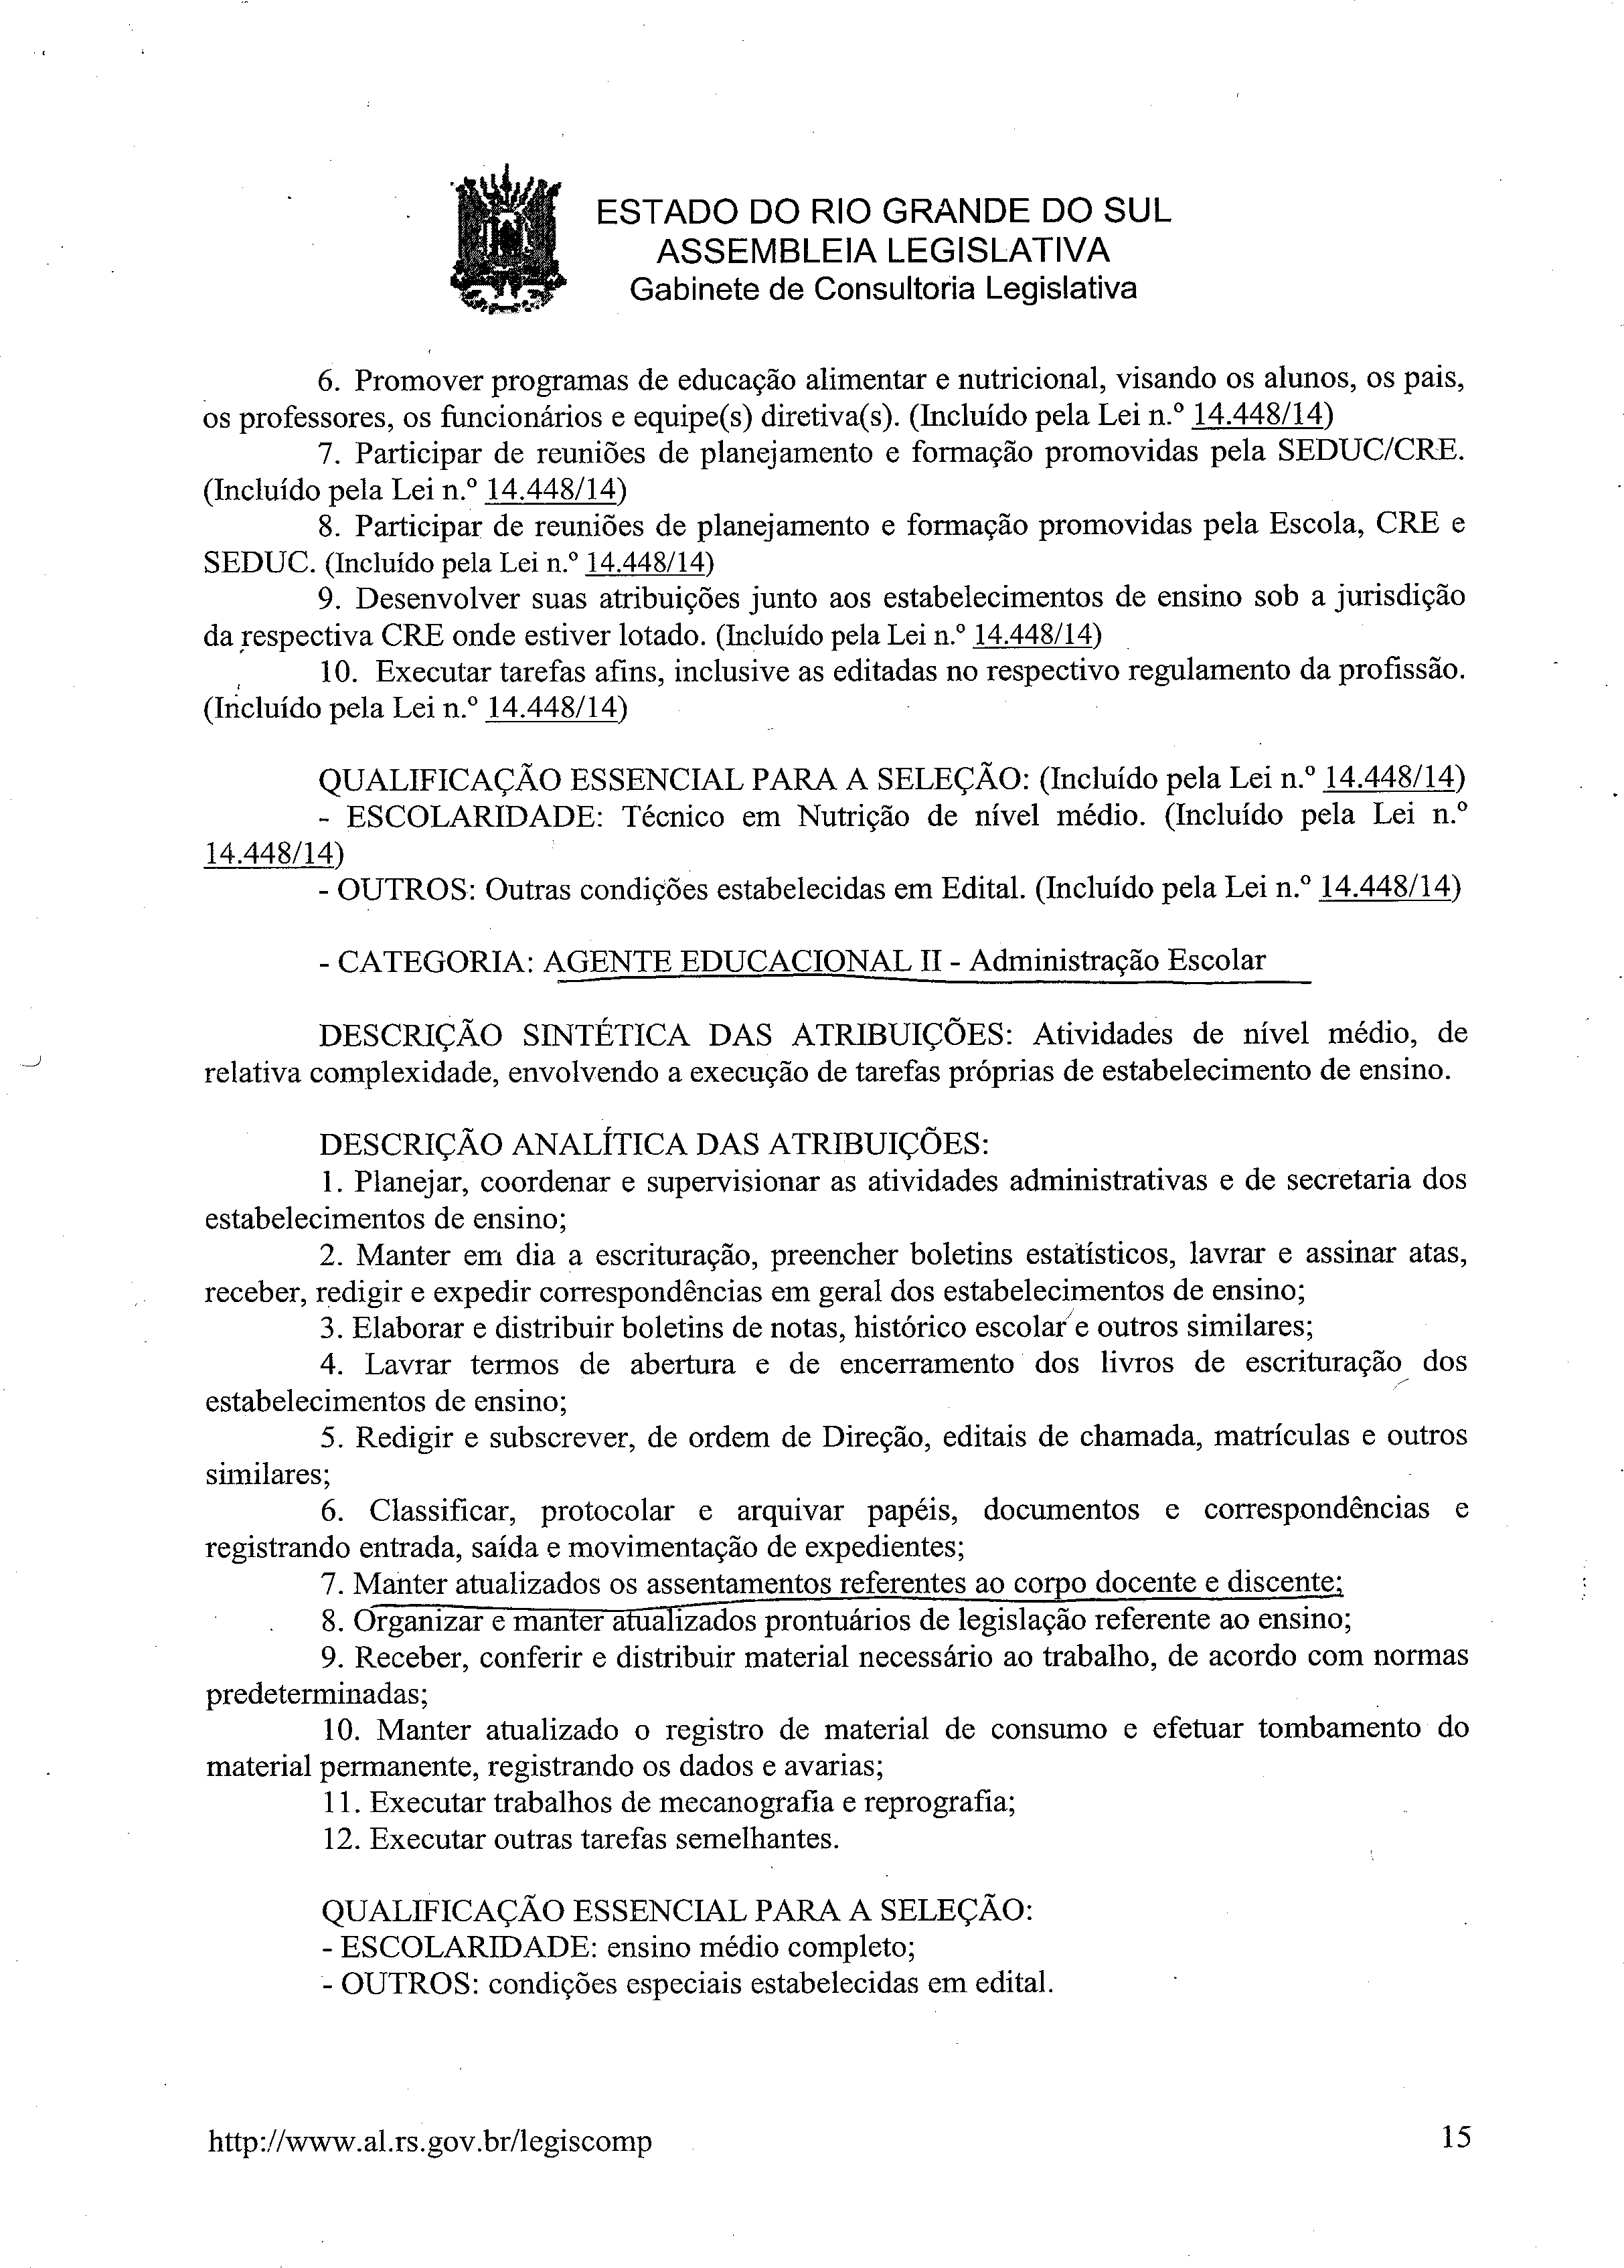 ESTADO DO RIO GRANDE DO SUL
ASSEMBLEIA LEGISLATIVA
Gabinete de Consultoria Legislativa
6. Promover programas de educação alimentar e nutricional, visando os alunos, os pais,
os professores, os funcionários e equipe(s) diretiva(s). (Incluído pela Lei n.º 14.448/14)
7. Participar de reuniões de planejamento e formação promovidas pela SEDUC/CRE.
(Incluído pela Lei n.º 14.448/14)
8. Participar de reuniões de planejamento e formação promovidas pela Escola, CRE e
SEDUC. (Incluído pela Lei n.º 14.448/14)
9. Desenvolver suas atribuições junto aos estabelecimentos de ensino sob a jurisdição
da respectiva CRE onde estiver lotado. (Incluído pela Lei n.º 14.448/14)
10. Executar tarefas afins, inclusive as editadas no respectivo regulamento da profissão.
(Incluído pela Lei n.º 14.448/14)
QUALIFICAÇÃO ESSENCIAL PARA A SELEÇÃO: (Incluído pela Lei n.º 14.448/14)
- ESCOLARIDADE: Técnico em Nutrição de nível médio. (Incluído pela Lei n.º
14.448/14)
- OUTROS: Outras condições estabelecidas em Edital. (Incluído pela Lei n.º 14.448/14)
- CATEGORIA: AGENTE EDUCACIONAL II - Administração Escolar
DESCRIÇÃO SINTÉTICA DAS ATRIBUIÇÕES: Atividades de nível médio, de
relativa complexidade, envolvendo a execução de tarefas próprias de estabelecimento de ensino.
DESCRIÇÃO ANALÍTICA DAS ATRIBUIÇÕES:
1. Planejar, coordenar e supervisionar as atividades administrativas e de secretaria dos
estabelecimentos de ensino;
2. Manter em dia a escrituração, preencher boletins estatísticos, lavrar e assinar atas,
receber, redigir e expedir correspondências em geral dos estabelecimentos de ensino;
3. Elaborar e distribuir boletins de notas, histórico escolar e outros similares;
4. Lavrar termos de abertura e de encerramento dos livros de escrituração dos
estabelecimentos de ensino;
5. Redigir e subscrever, de ordem de Direção, editais de chamada, matrículas e outros
similares;
6. Classificar, protocolar e arquivar papéis, documentos e correspondências e
registrando entrada, saída e movimentação de expedientes;
7. Manter atualizados os assentamentos referentes ao corpo docente e discente;
8. Organizar e manter atualizados prontuários de legislação referente ao ensino;
9. Receber, conferir e distribuir material necessário ao trabalho, de acordo com normas
predeterminadas;
10. Manter atualizado o registro de material de consumo e efetuar tombamento do
material permanente, registrando os dados e avarias;
11. Executar trabalhos de mecanografia e reprografia;
12. Executar outras tarefas semelhantes.
QUALIFICAÇÃO ESSENCIAL PARA A SELEÇÃO:
- ESCOLARIDADE: ensino médio completo;
- OUTROS: condições especiais estabelecidas em edital.
http://www.al.rs.gov.br/legiscomp
15